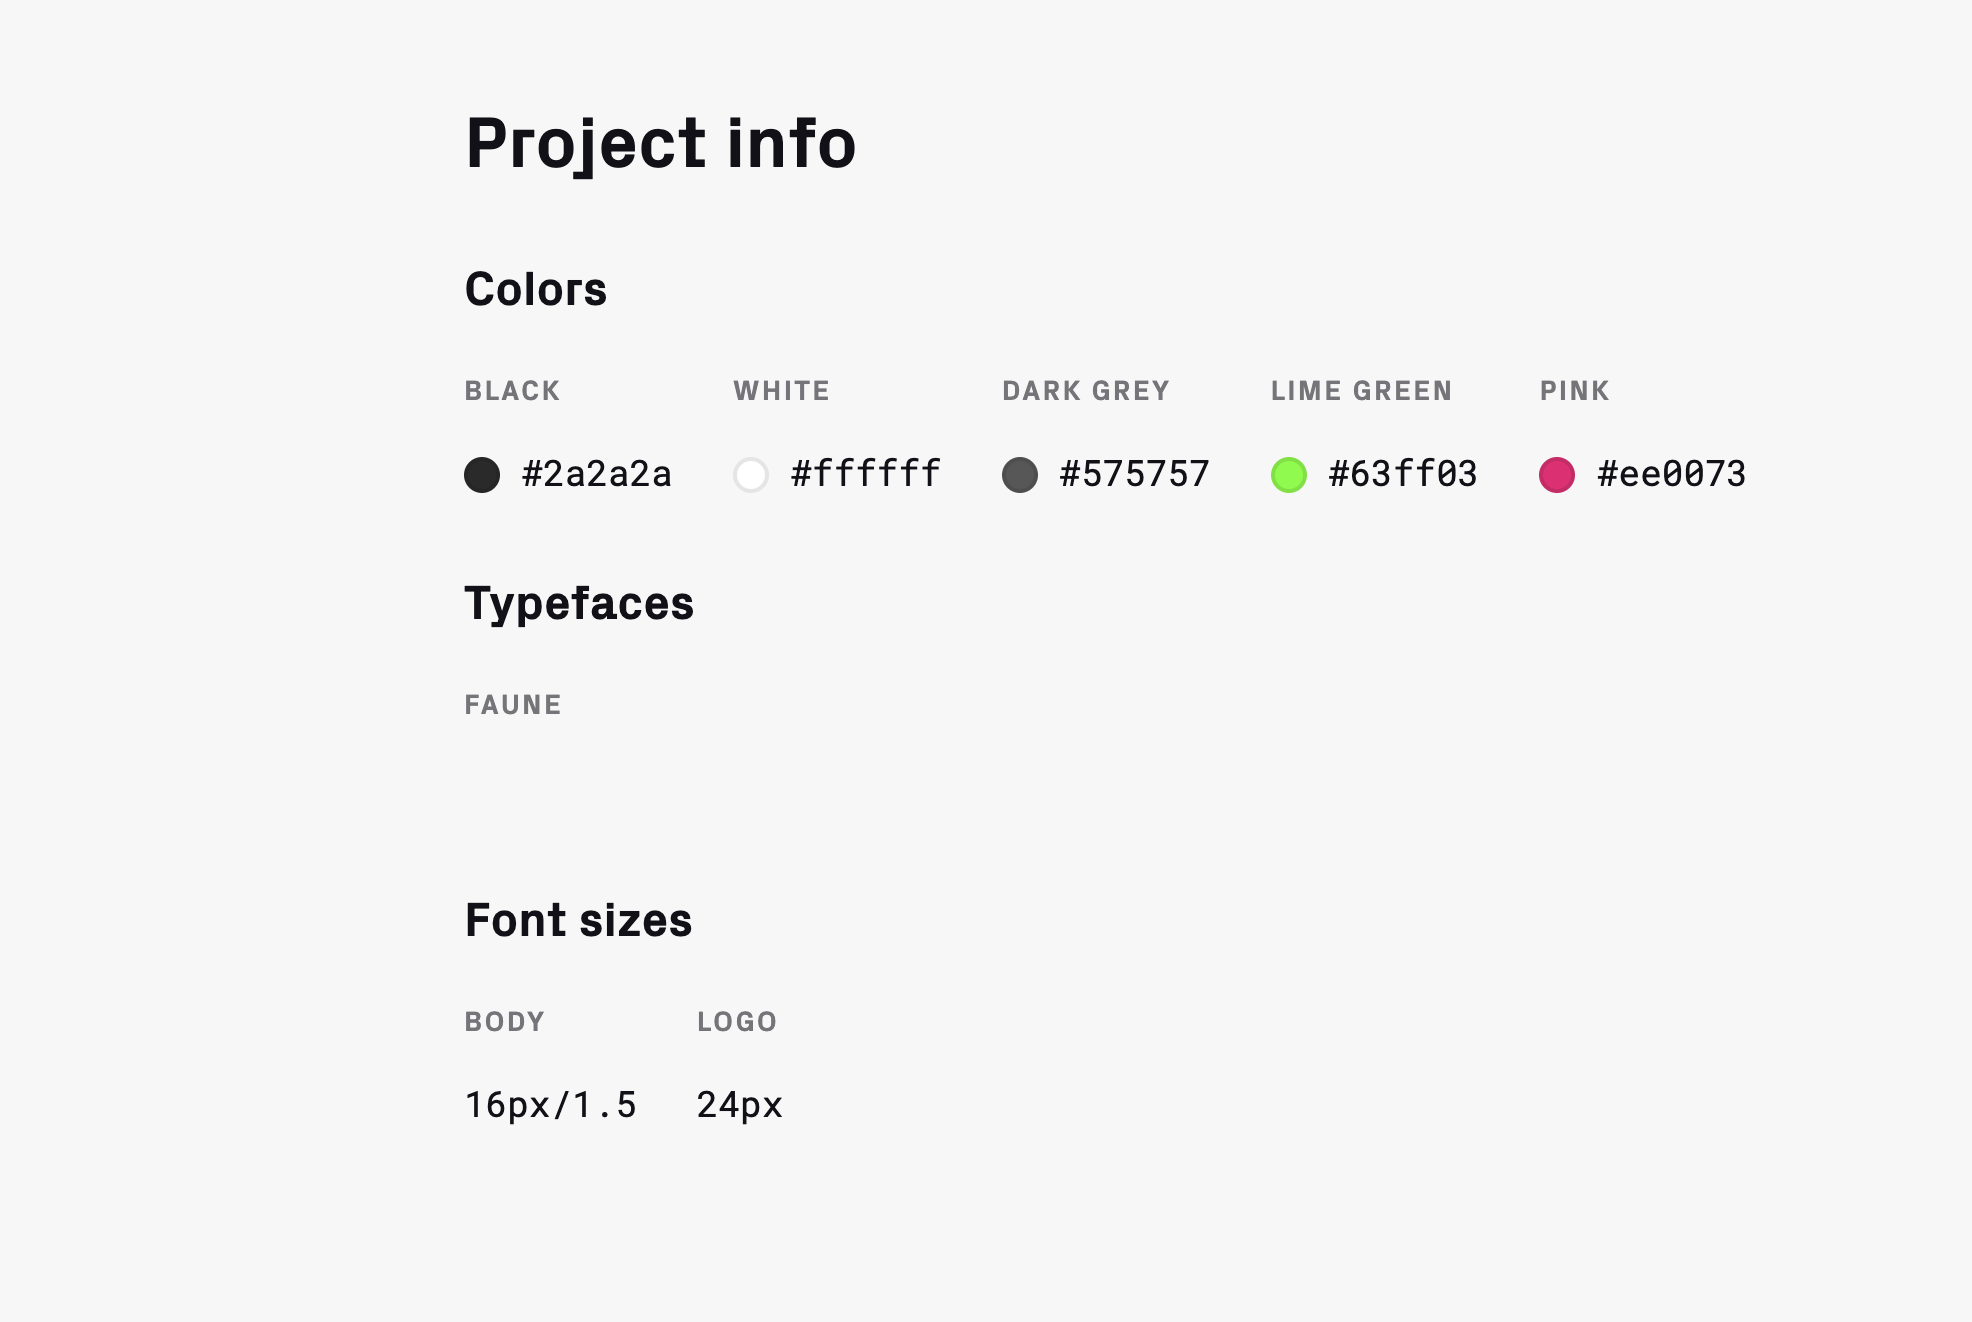 Project info
Colors
BLACK WHITE DARK GREY LIME GREEN PINK
#2a2a2a #ffffff #575757 #63ff03 #ee0073
Typefaces
FAUNE
Font sizes
BODY LOGO
16px/1.5 24px